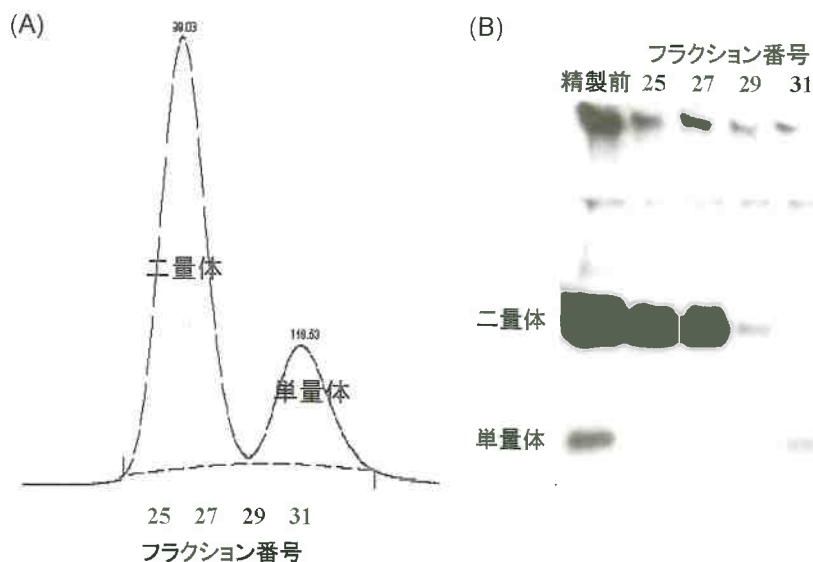 (A)
99.03
二量体
116.53
単量体
25 27 29 31
フラクション番号
(B)
フラクション番号
精製前 25 27 29 31
二量体
単量体